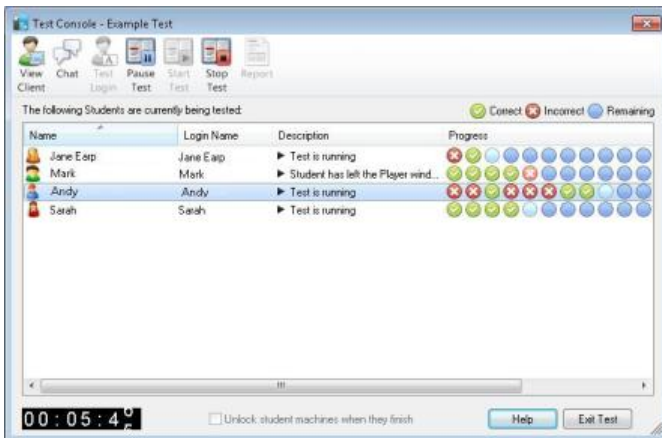 Test Console - Example Test
View Client
Chat
Test Login
Pause Test
Start Test
Stop Test
Report
The following Students are currently being tested:
Correct Incorrect Remaining
Name Login Name Description Progress
Jane Earp Jane Earp Test is running
Mark Mark Student has left the Player wind...
Andy Andy Test is running
Sarah Sarah Test is running
00:05:4
Unlock student machines when they finish
Help
Exit Test